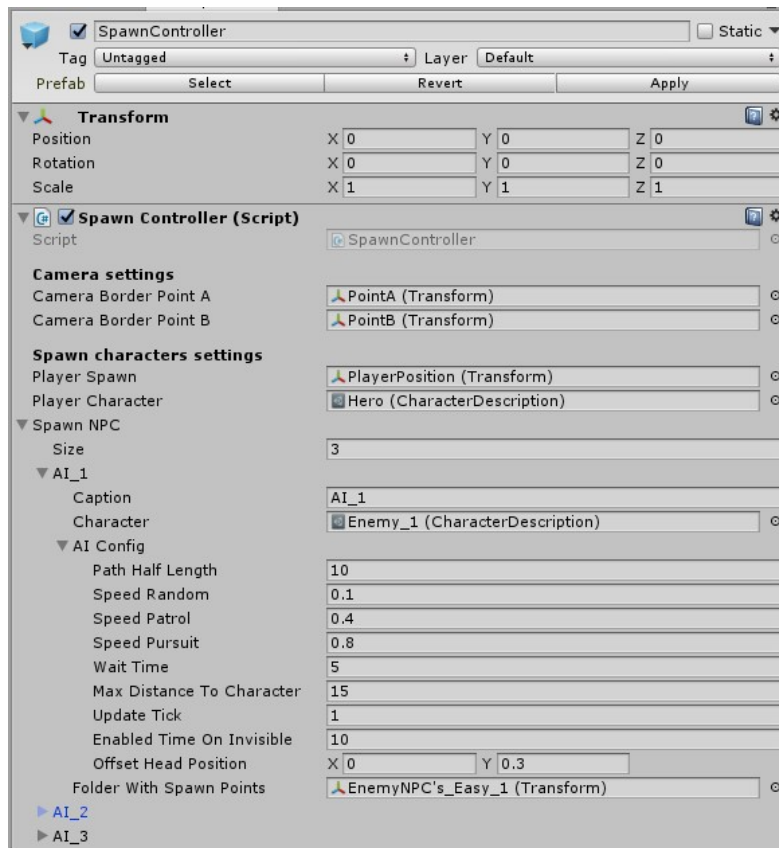 SpawnController Static
Tag Untagged Layer Default
Prefab Select Revert Apply
Transform
Position X 0 Y 0 Z 0
Rotation X 0 Y 0 Z 0
Scale X 1 Y 1 Z 1
Spawn Controller (Script)
Script SpawnController
Camera settings
Camera Border Point A PointA (Transform)
Camera Border Point B PointB (Transform)
Spawn characters settings
Player Spawn PlayerPosition (Transform)
Player Character Hero (CharacterDescription)
Spawn NPC
Size 3
AI_1
Caption AI_1
Character Enemy_1 (CharacterDescription)
AI Config
Path Half Length 10
Speed Random 0.1
Speed Patrol 0.4
Speed Pursuit 0.8
Wait Time 5
Max Distance To Character 15
Update Tick 1
Enabled Time On Invisible 10
Offset Head Position X 0 Y 0.3
Folder With Spawn Points EnemyNPC's_Easy_1 (Transform)
AI_2
AI_3